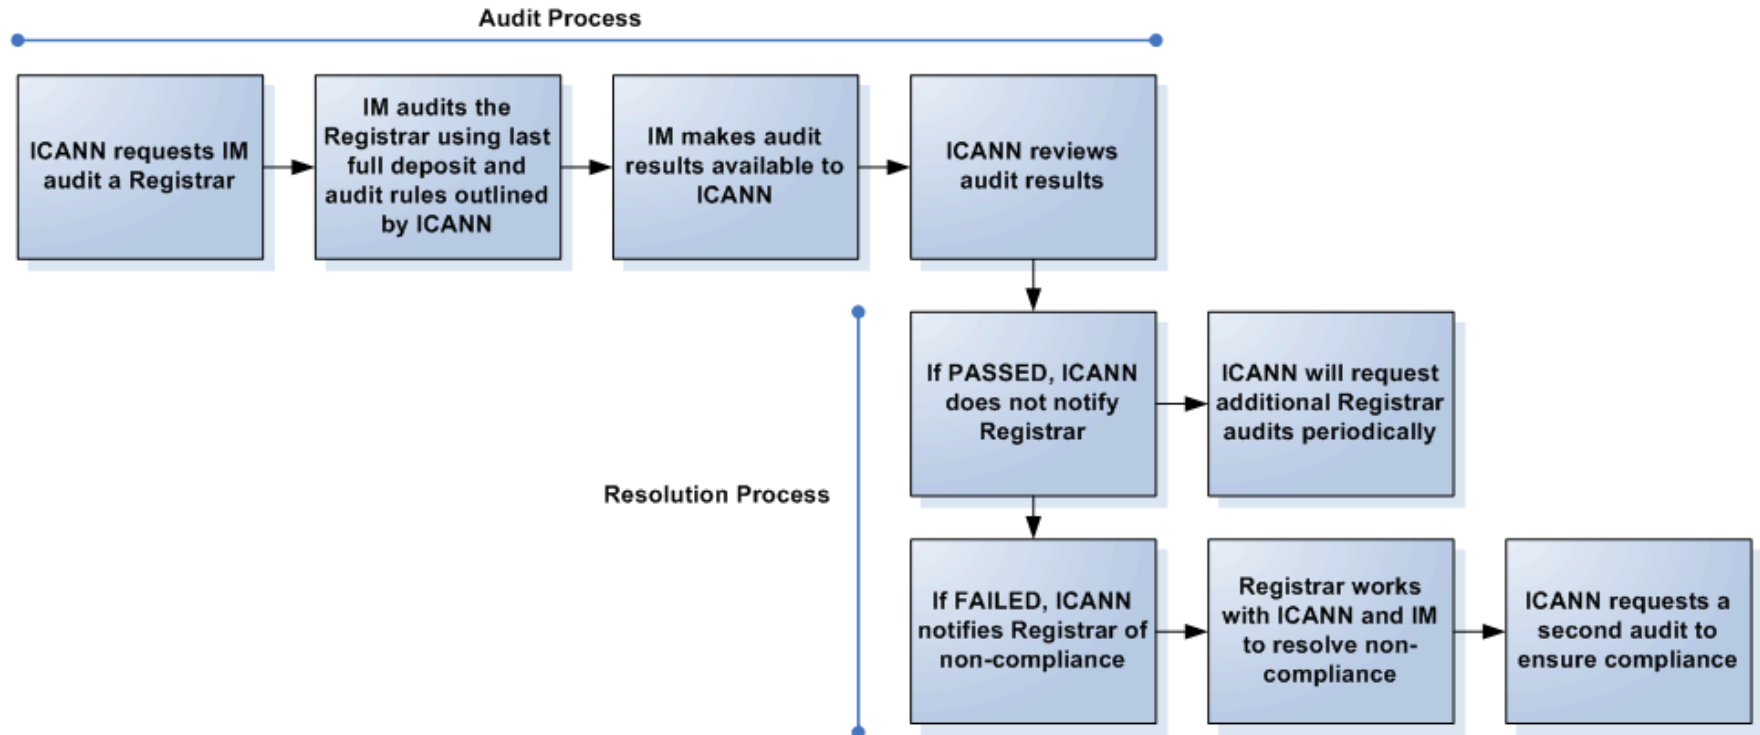 Audit Process
ICANN requests IM
audit a Registrar
IM audits the
Registrar using last
full deposit and
audit rules outlined
by ICANN
IM makes audit
results available to
ICANN
ICANN reviews
audit results
Resolution Process
If PASSED, ICANN
does not notify
Registrar
ICANN will request
additional Registrar
audits periodically
If FAILED, ICANN
notifies Registrar of
non-compliance
Registrar works
with ICANN and IM
to resolve non-
compliance
ICANN requests a
second audit to
ensure compliance